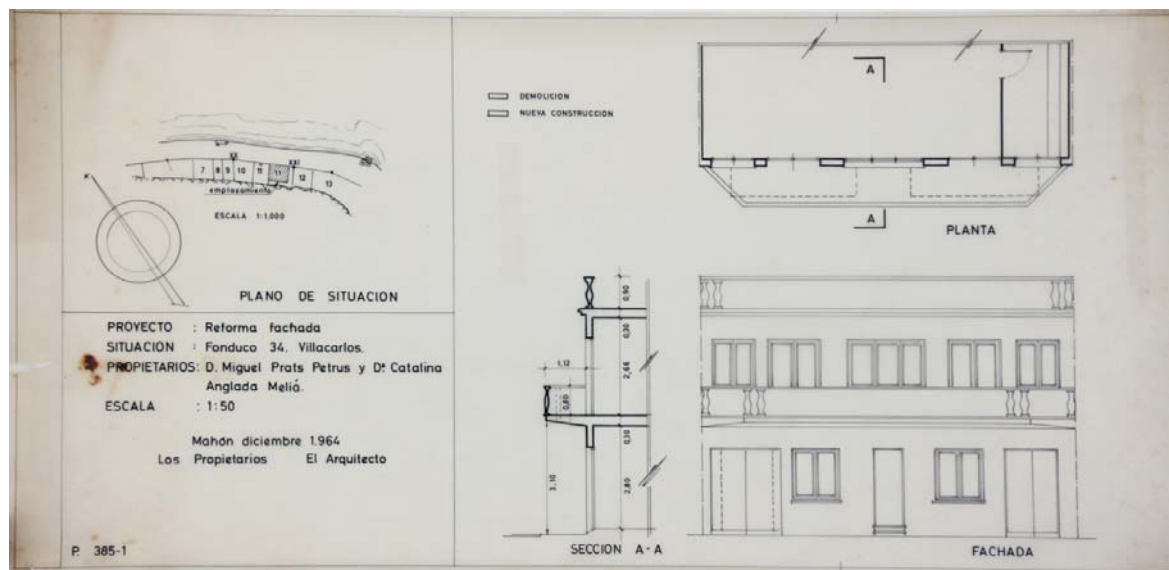 7 8 9 10 11 11' 12 13
emplazamiento
ESCALA 1:1,000
PLANO DE SITUACION
PROYECTO : Reforma fachada
SITUACION : Fonduco 34. Villacarlos.
PROPIETARIOS: D. Miguel Prats Petrus y Dª Catalina
Anglada Meliá.
ESCALA : 1:50
Mahón diciembre 1.964
Los Propietarios El Arquitecto
P. 385-1
DEMOLICION
NUEVA CONSTRUCCION
A
A
PLANTA
0,90
0,30
1,12
2,66
0,80
0,30
3,10
2,80
SECCION A-A
FACHADA